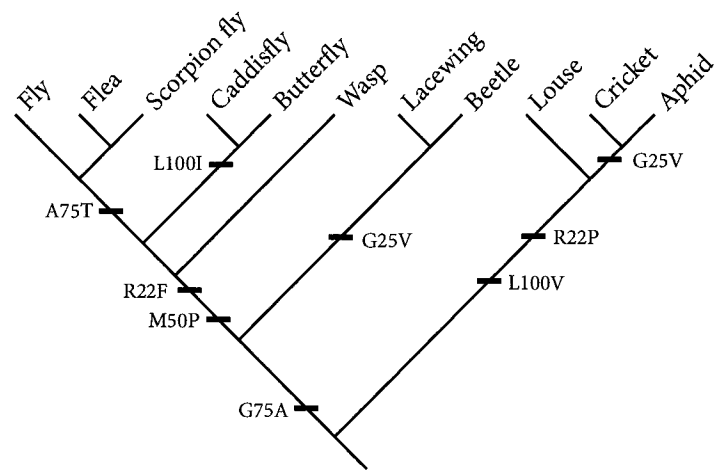 Fly
Flea
Scorpion fly
Caddisfly
Butterfly
Wasp
Lacewing
Beetle
Louse
Cricket
Aphid
L100I
G25V
A75T
G25V
R22P
R22F
L100V
M50P
G75A